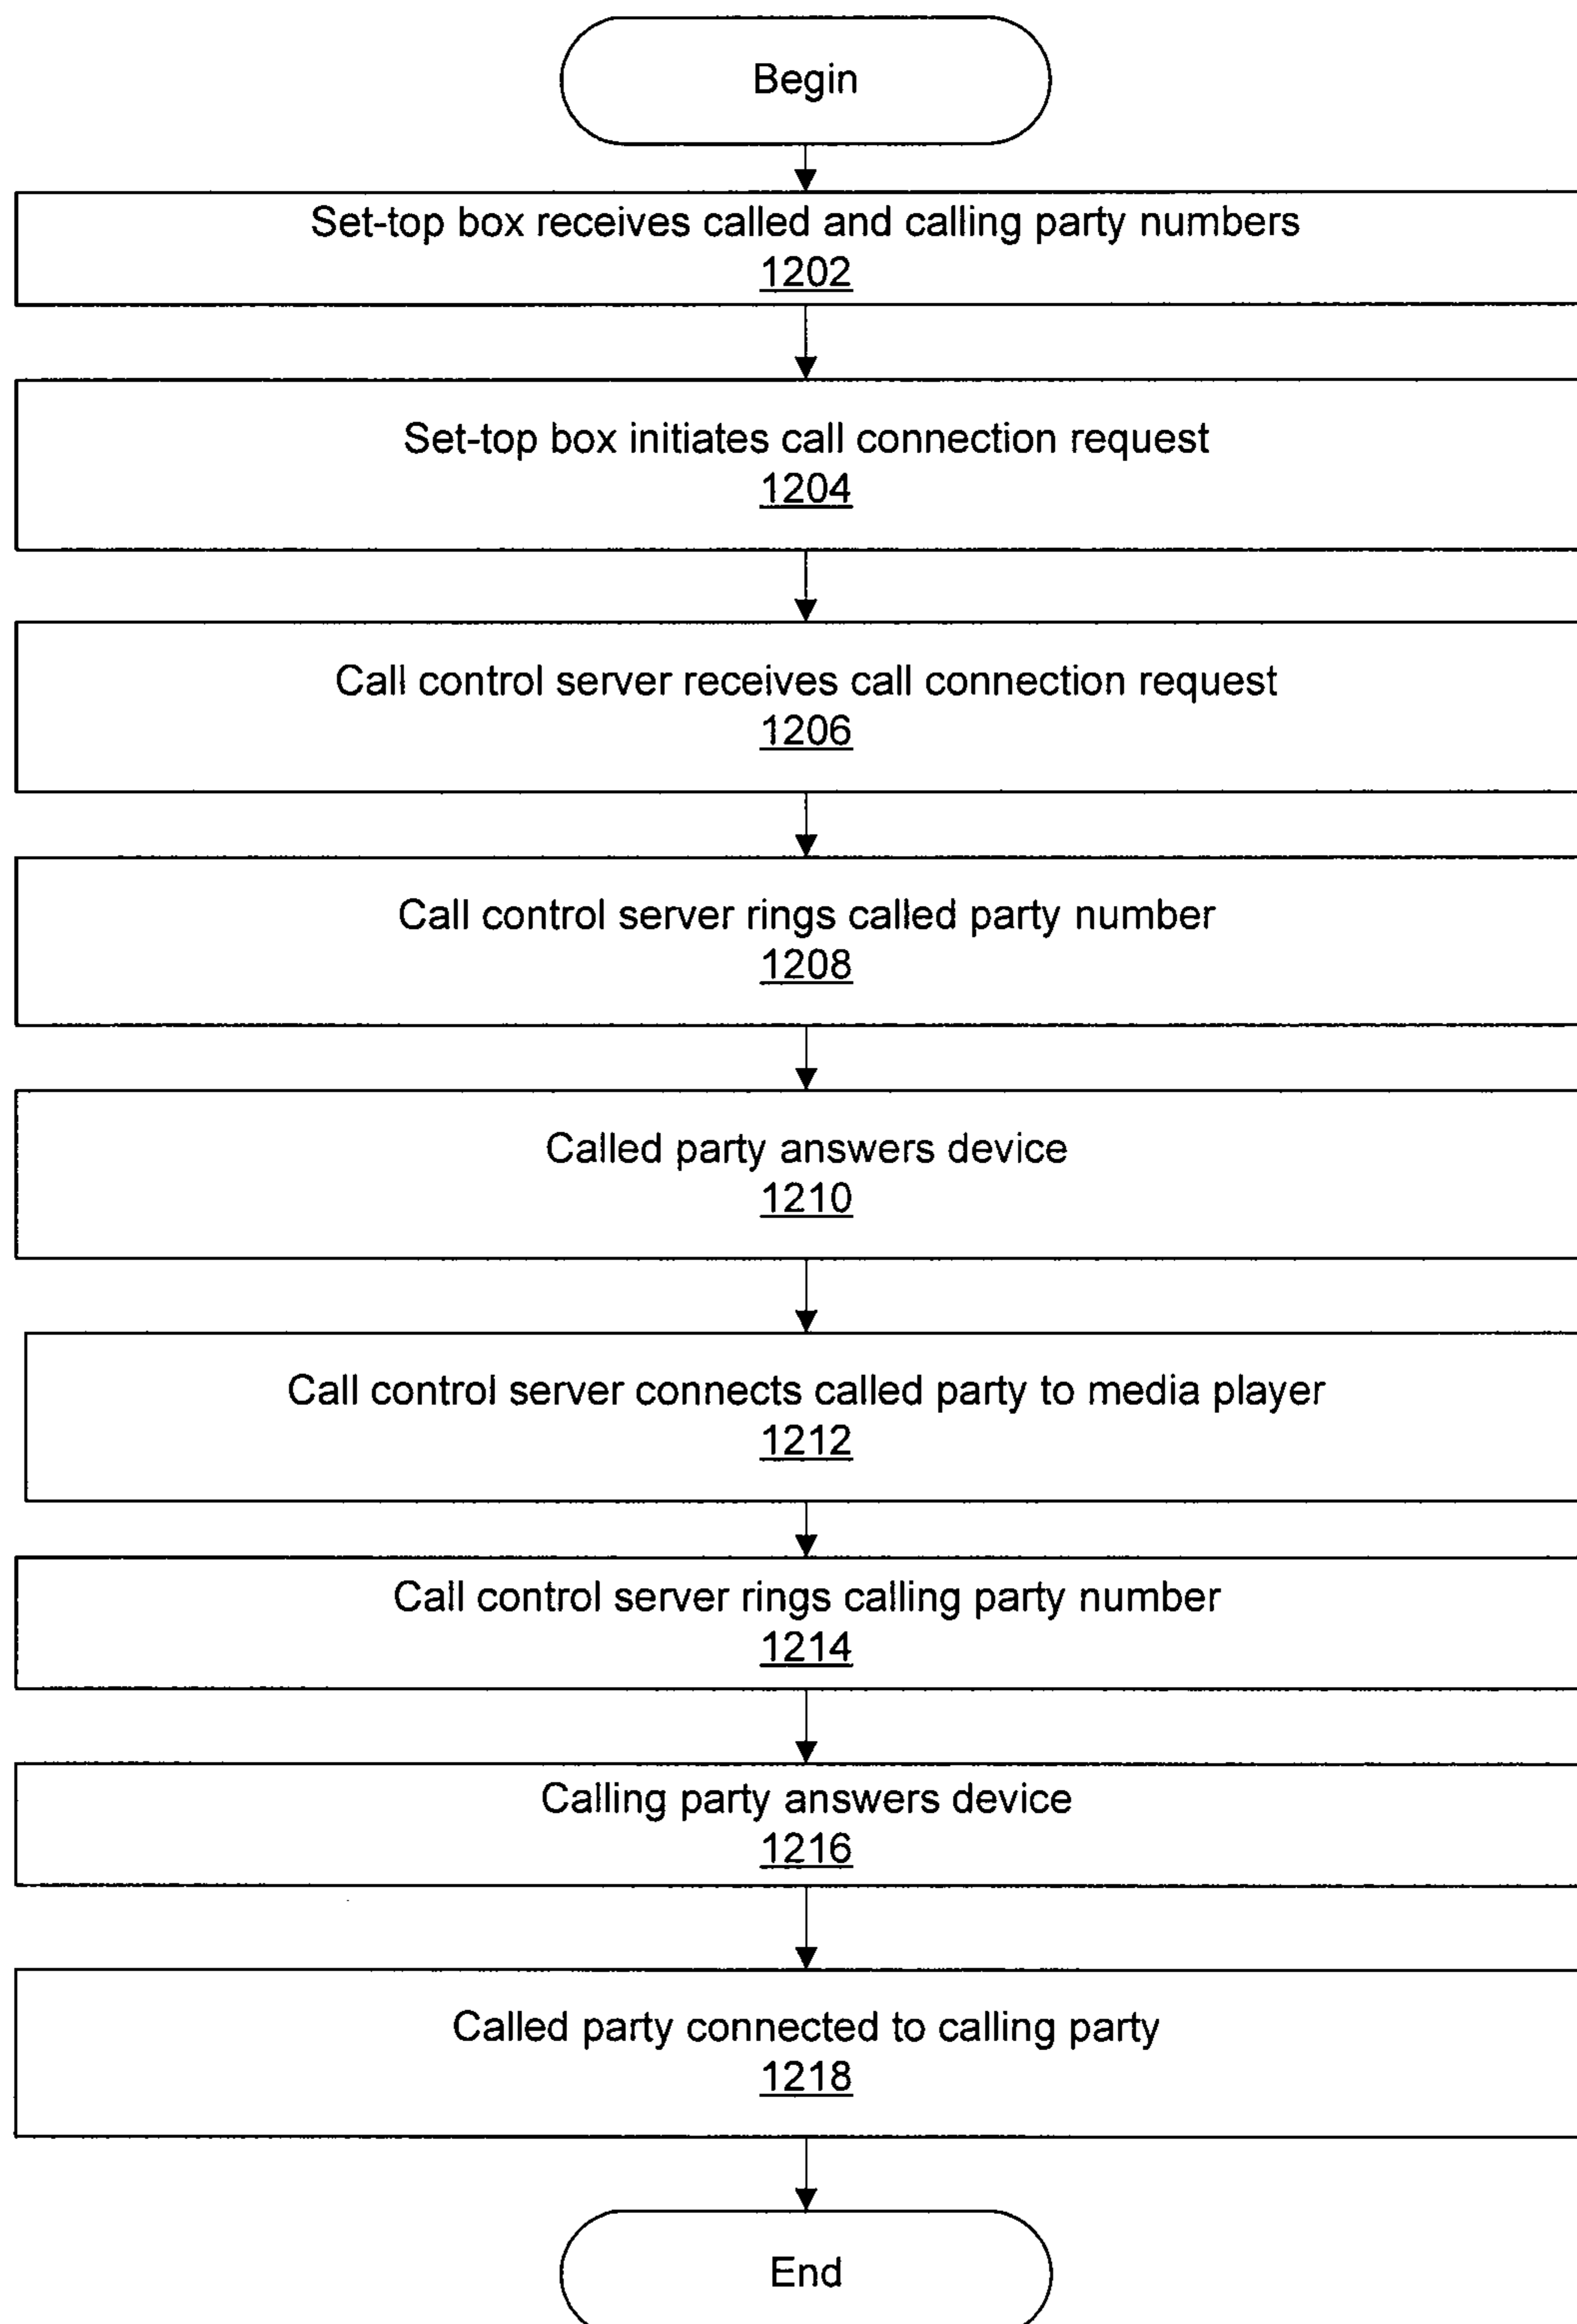 Begin
Set-top box receives called and calling party numbers
1202
Set-top box initiates call connection request
1204
Call control server receives call connection request
1206
Call control server rings called party number
1208
Called party answers device
1210
Call control server connects called party to media player
1212
Call control server rings calling party number
1214
Calling party answers device
1216
Called party connected to calling party
1218
End